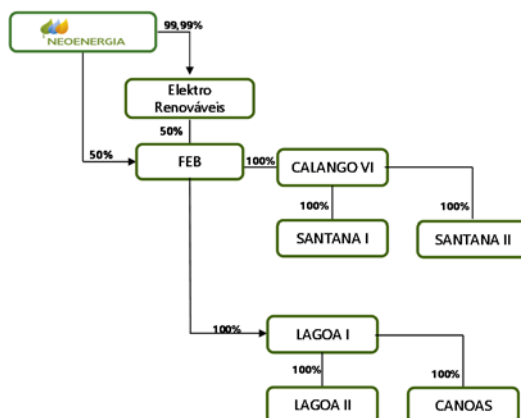 99,99%
NEOENERGIA
Elektro
Renováveis
50%
50%
FEB
100%
CALANGO VI
100%
100%
SANTANA I
SANTANA II
100%
LAGOA I
100%
100%
LAGOA II
CANOAS